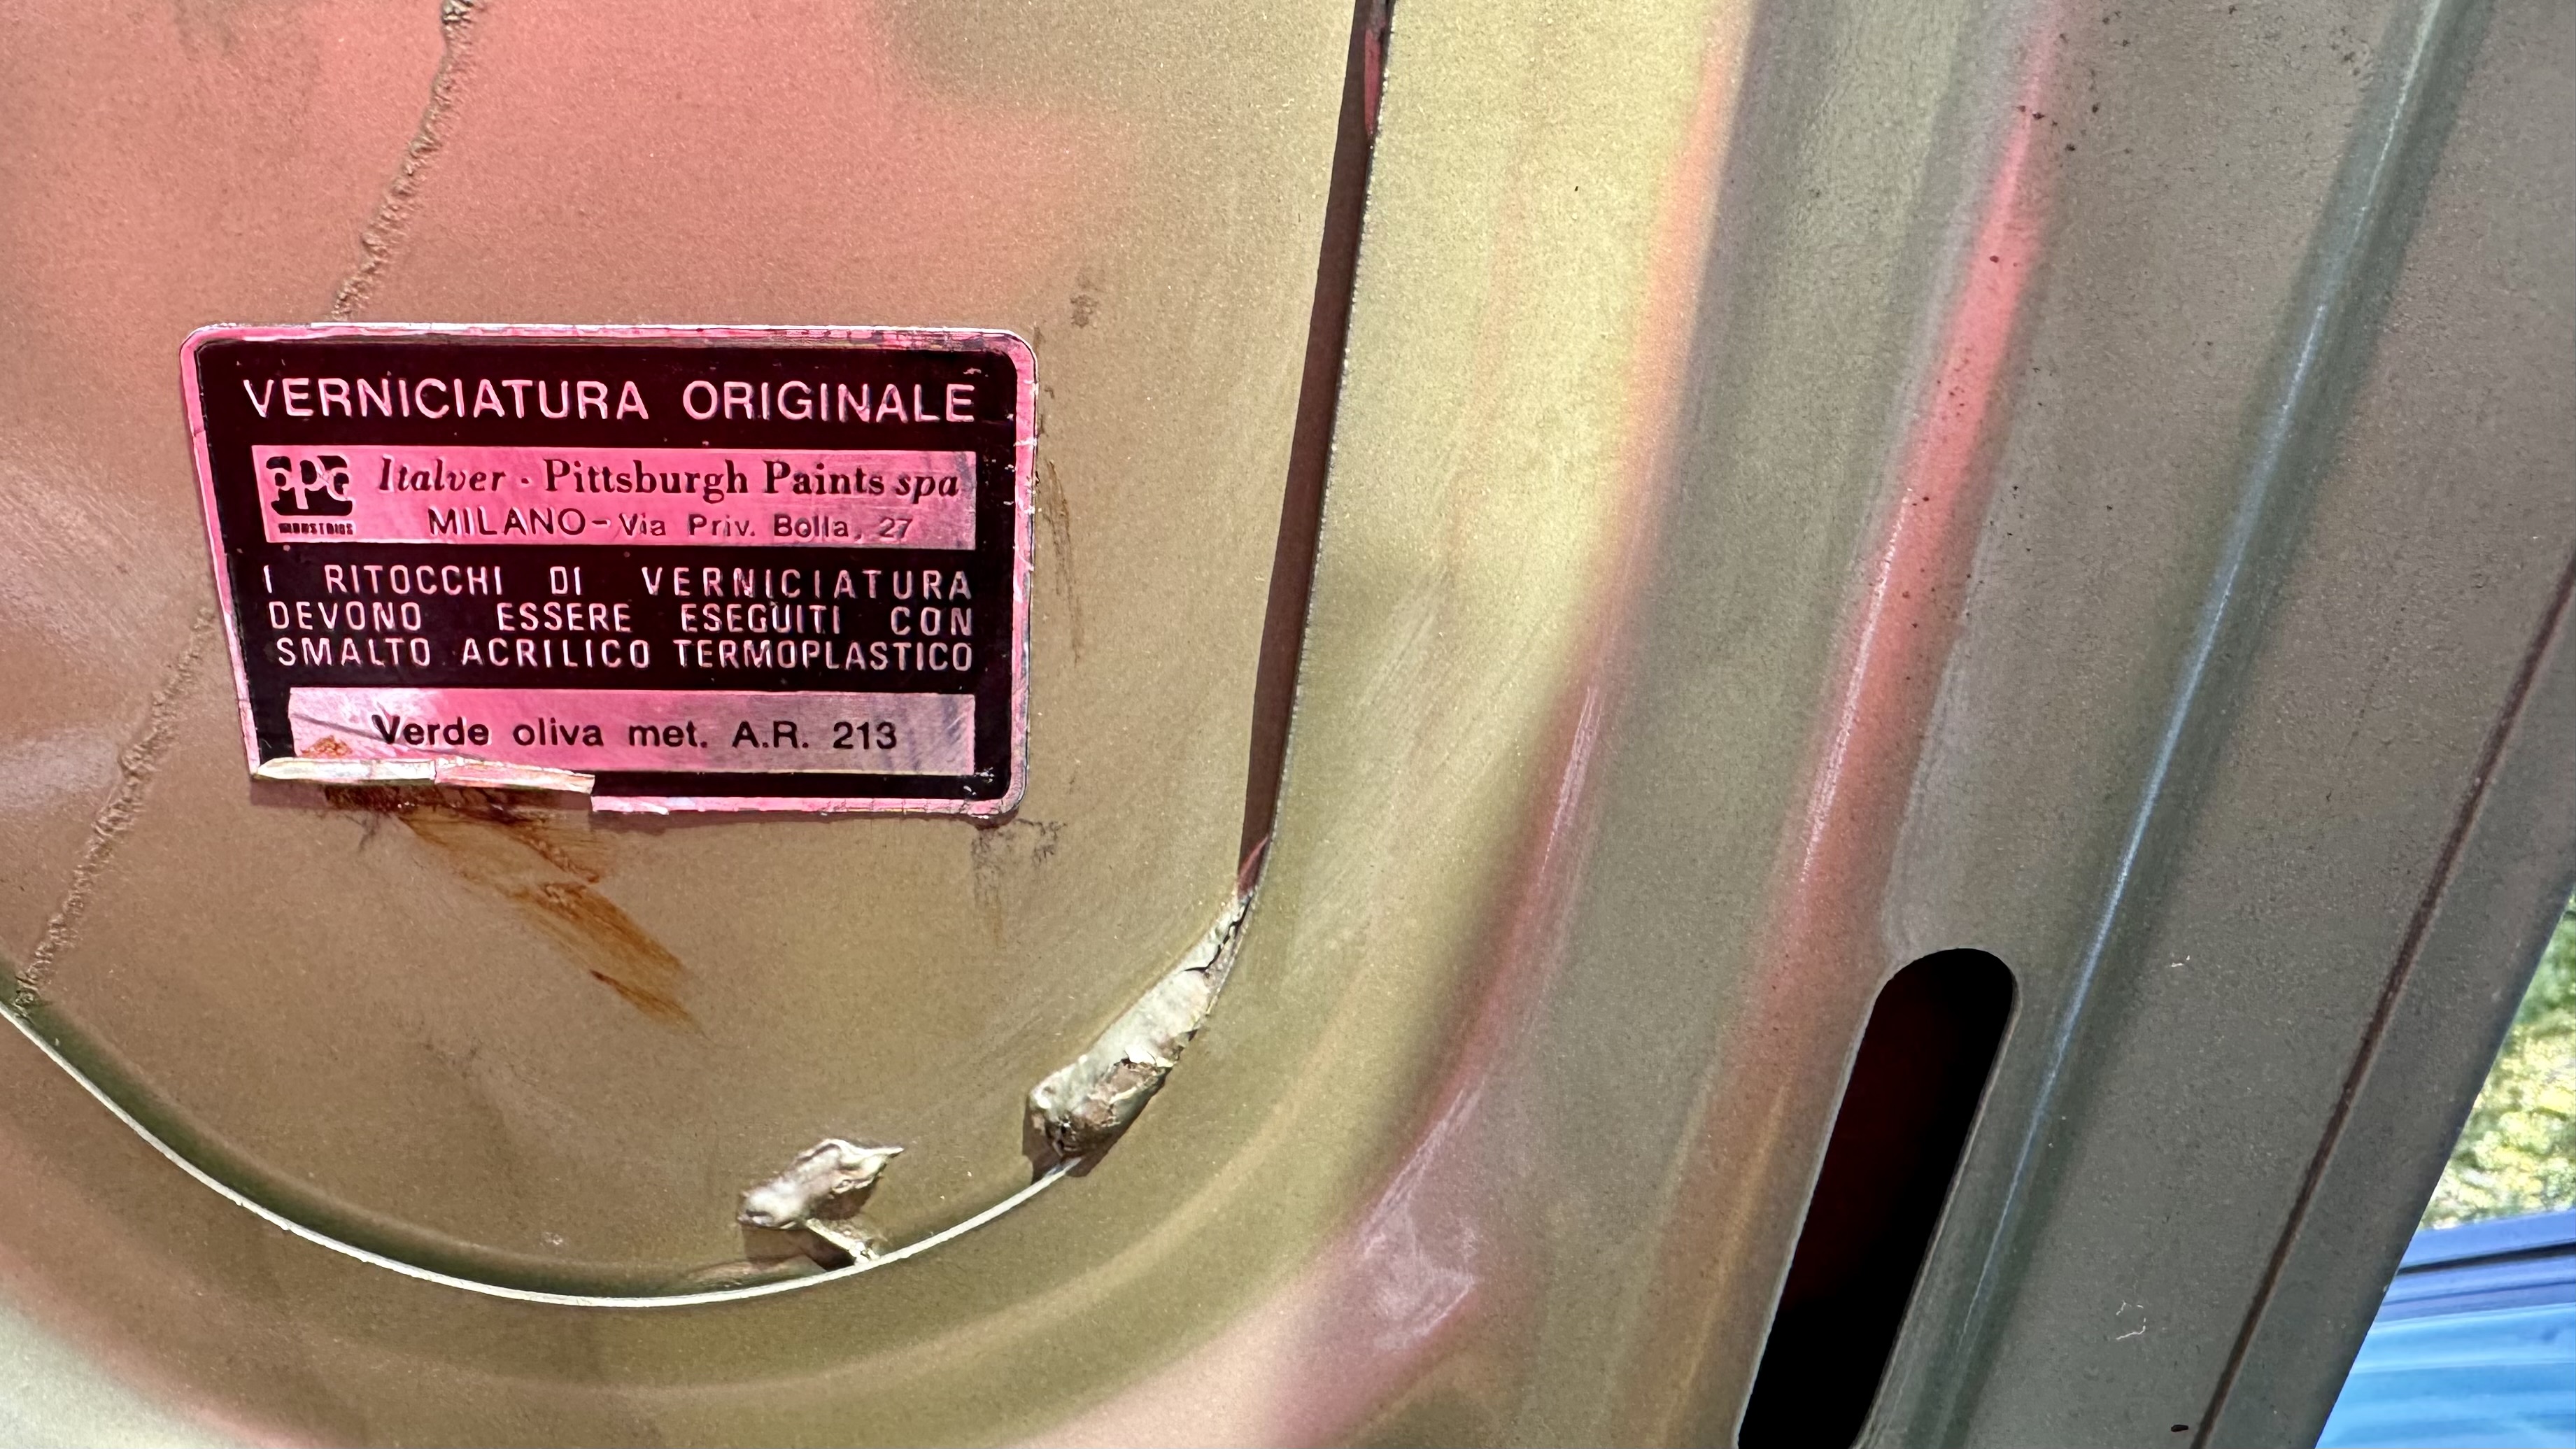 VERNICIATURA ORIGINALE
PPG Italver - Pittsburgh Paints spa
INDUSTRIES MILANO - Via Priv. Bolla, 27
I RITOCCHI DI VERNICIATURA
DEVONO ESSERE ESEGUITI CON
SMALTO ACRILICO TERMOPLASTICO
Verde oliva met. A.R. 213